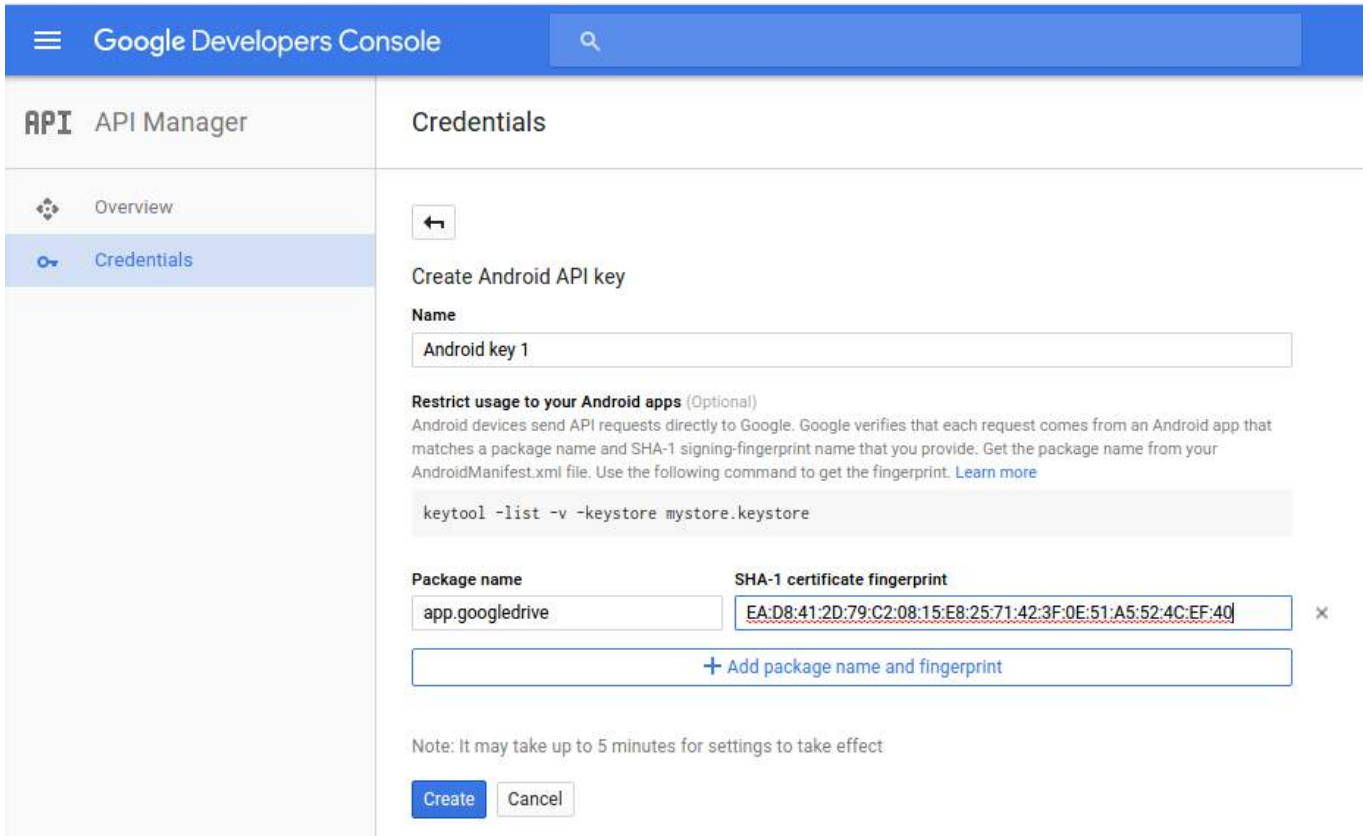 Google Developers Console
API API Manager
Credentials
Overview
Credentials
Create Android API key
Name
Android key 1
Restrict usage to your Android apps (Optional)
Android devices send API requests directly to Google. Google verifies that each request comes from an Android app that
matches a package name and SHA-1 signing-fingerprint name that you provide. Get the package name from your
AndroidManifest.xml file. Use the following command to get the fingerprint. Learn more
keytool -list -v -keystore mystore.keystore
Package name SHA-1 certificate fingerprint
app.googledrive EA:D8:41:2D:79:C2:08:15:E8:25:71:42:3F:0E:51:A5:52:4C:EF:40
+ Add package name and fingerprint
Note: It may take up to 5 minutes for settings to take effect
Create Cancel